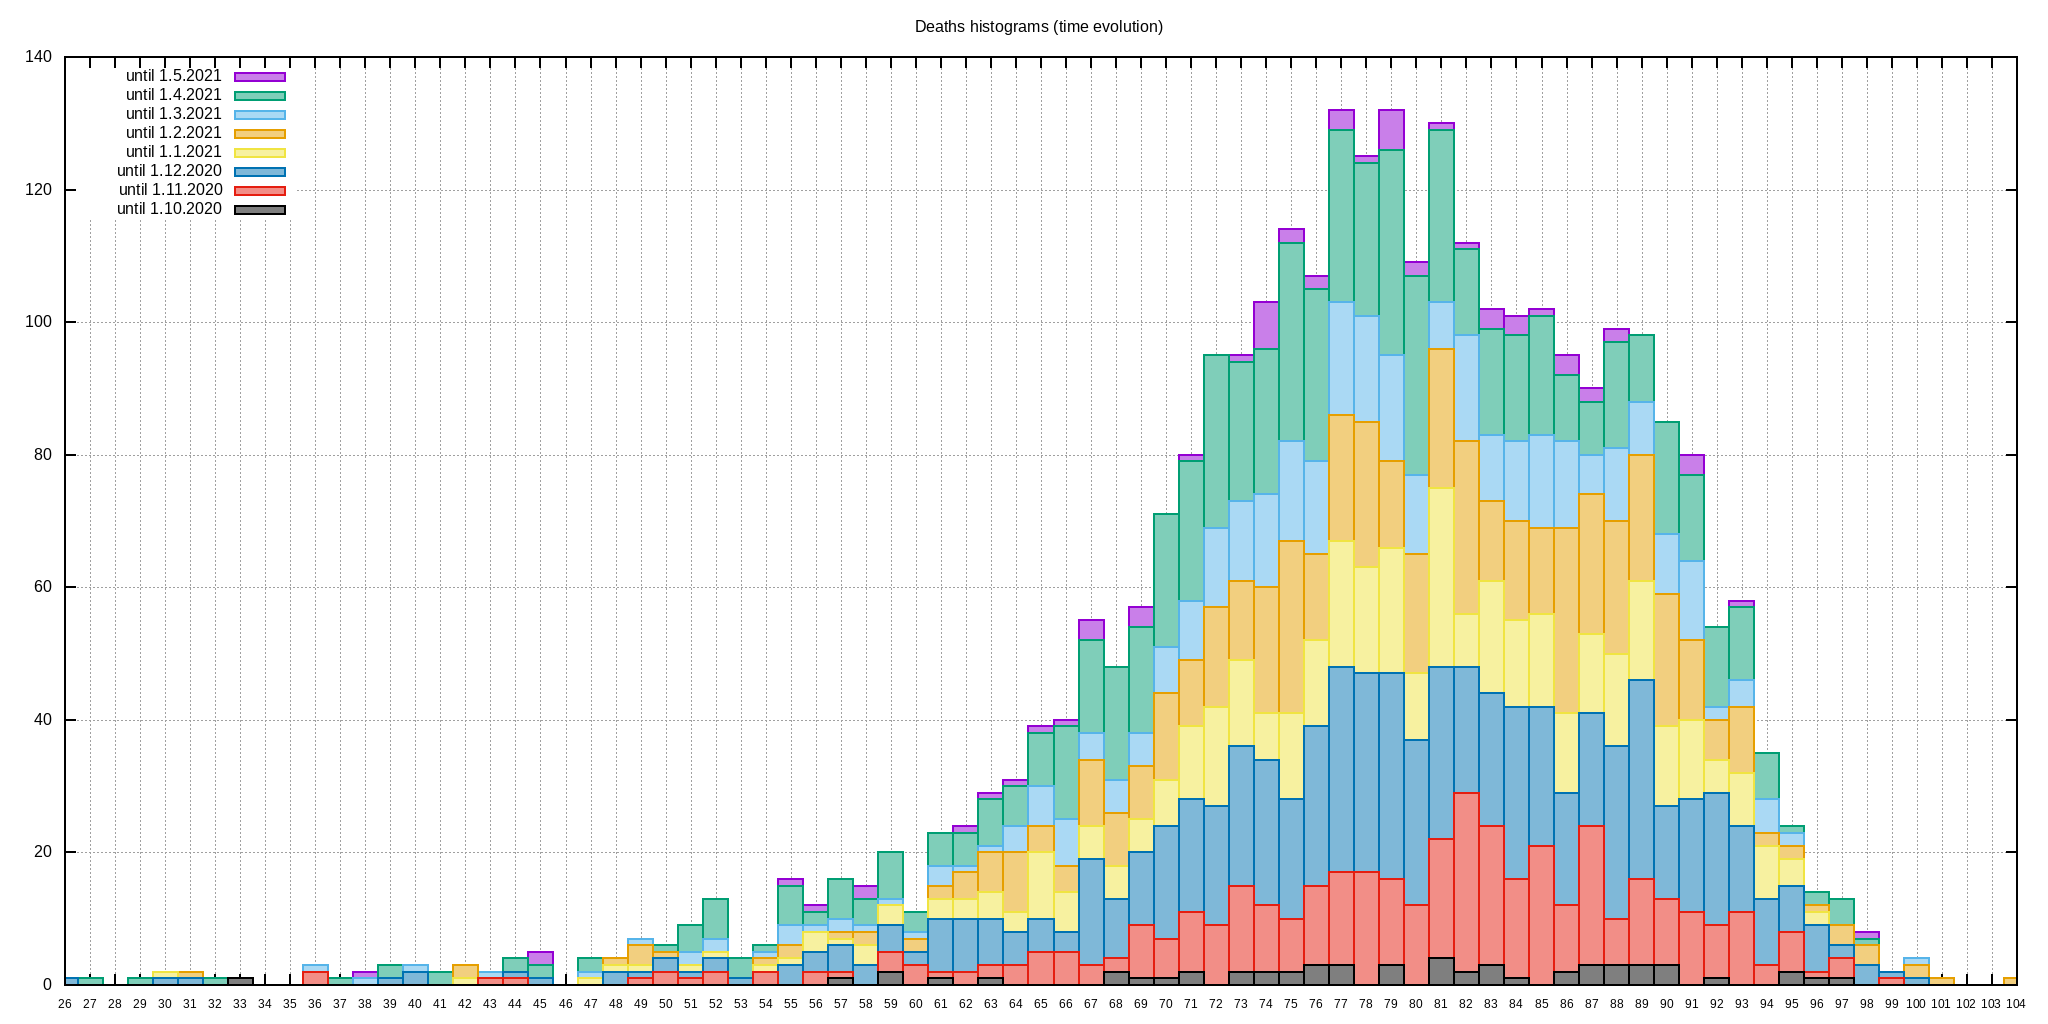 Deaths histograms (time evolution)
140
until 1.5.2021
until 1.4.2021
until 1.3.2021
until 1.2.2021
until 1.1.2021
until 1.12.2020
until 1.11.2020
until 1.10.2020
120
100
80
60
40
20
0
26 27 28 29 30 31 32 33 34 35 36 37 38 39 40 41 42 43 44 45 46 47 48 49 50 51 52 53 54 55 56 57 58 59 60 61 62 63 64 65 66 67 68 69 70 71 72 73 74 75 76 77 78 79 80 81 82 83 84 85 86 87 88 89 90 91 92 93 94 95 96 97 98 99 100 101 102 103 104